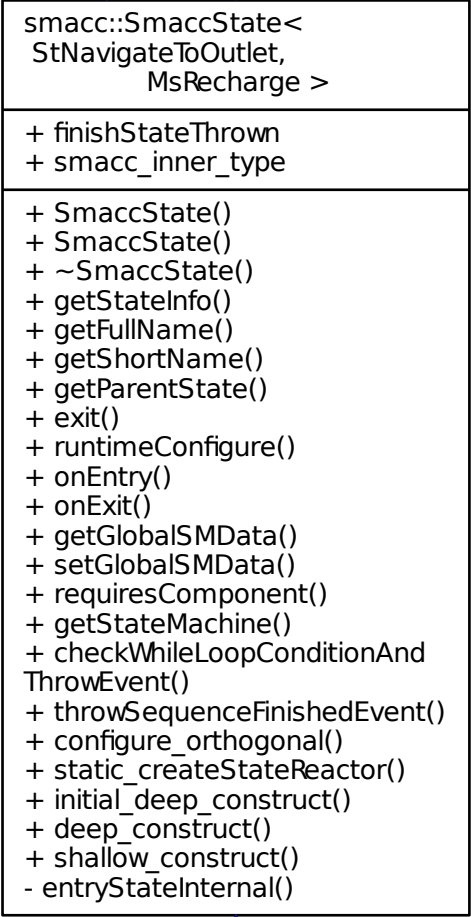 smacc::SmaccState<
StNavigateToOutlet,
MsRecharge >
+ finishStateThrown
+ smacc_inner_type
+ SmaccState()
+ SmaccState()
+ ~SmaccState()
+ getStateInfo()
+ getFullName()
+ getShortName()
+ getParentState()
+ exit()
+ runtimeConfigure()
+ onEntry()
+ onExit()
+ getGlobalSMData()
+ setGlobalSMData()
+ requiresComponent()
+ getStateMachine()
+ checkWhileLoopConditionAnd
ThrowEvent()
+ throwSequenceFinishedEvent()
+ configure_orthogonal()
+ static_createStateReactor()
+ initial_deep_construct()
+ deep_construct()
+ shallow_construct()
- entryStateInternal()